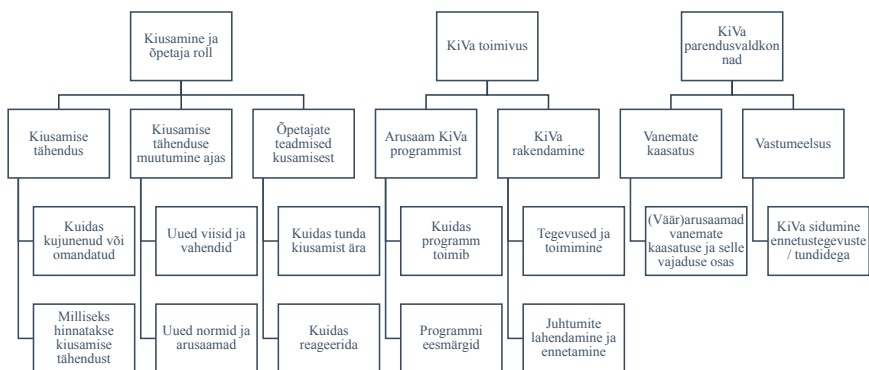 Kiusamine ja
õpetaja roll
KiVa toimivus
KiVa
parendusvaldkon
nad
Kiusamise
tähendus
Kiusamise
tähenduse
muutumine ajas
Õpetajate
teadmised
kusamisest
Arusaam KiVa
programmist
KiVa
rakendamine
Vanemate
kaasatus
Vastumeelsus
Kuidas
kujunenud või
omandatud
Uued viisid ja
vahendid
Kuidas tunda
kiusamist ära
Kuidas
programm
toimib
Tegevused ja
toimimine
(Väär)arusaamad
vanemate
kaasatuse ja selle
vajaduse osas
KiVa sidumine
ennetustegevuste
/ tundidega
Milliseks
hinnatakse
kiusamise
tähendust
Uued normid ja
arusaamad
Kuidas
reageerida
Programmi
eesmärgid
Juhtumite
lahendamine ja
ennetamine